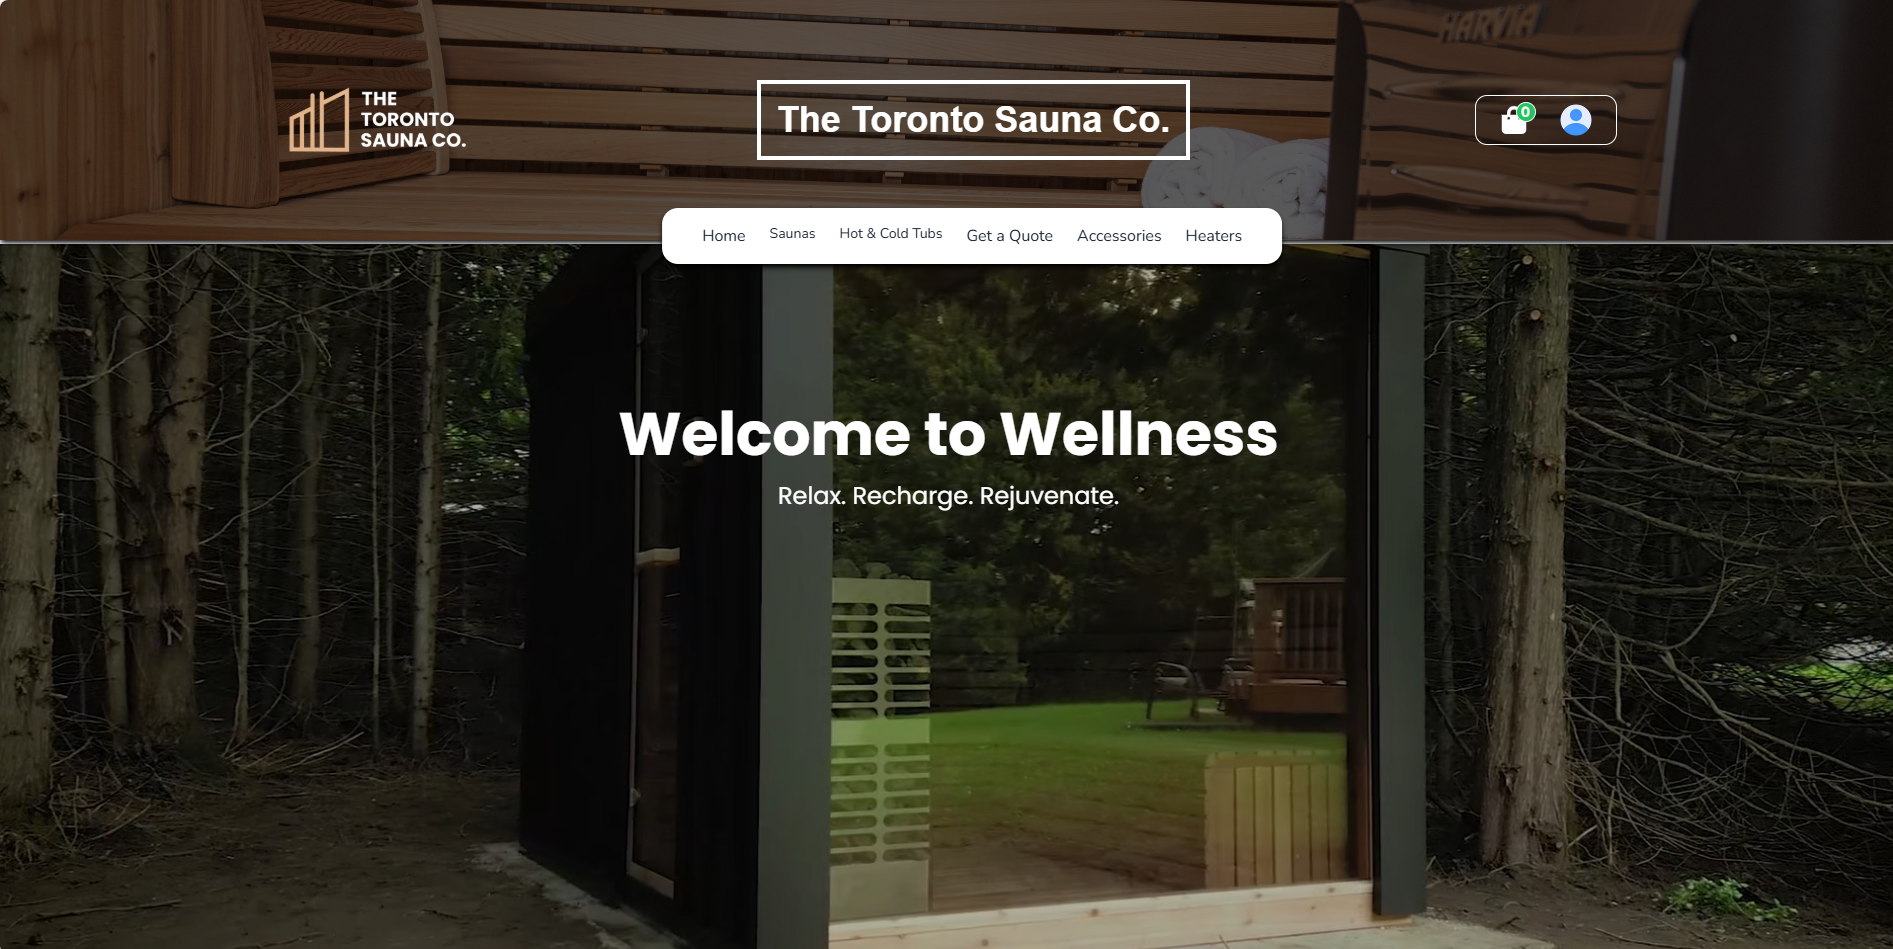 HARVIA
THE
TORONTO
SAUNA CO.
The Toronto Sauna Co.
0
Home Saunas Hot & Cold Tubs Get a Quote Accessories Heaters
Welcome to Wellness
Relax. Recharge. Rejuvenate.